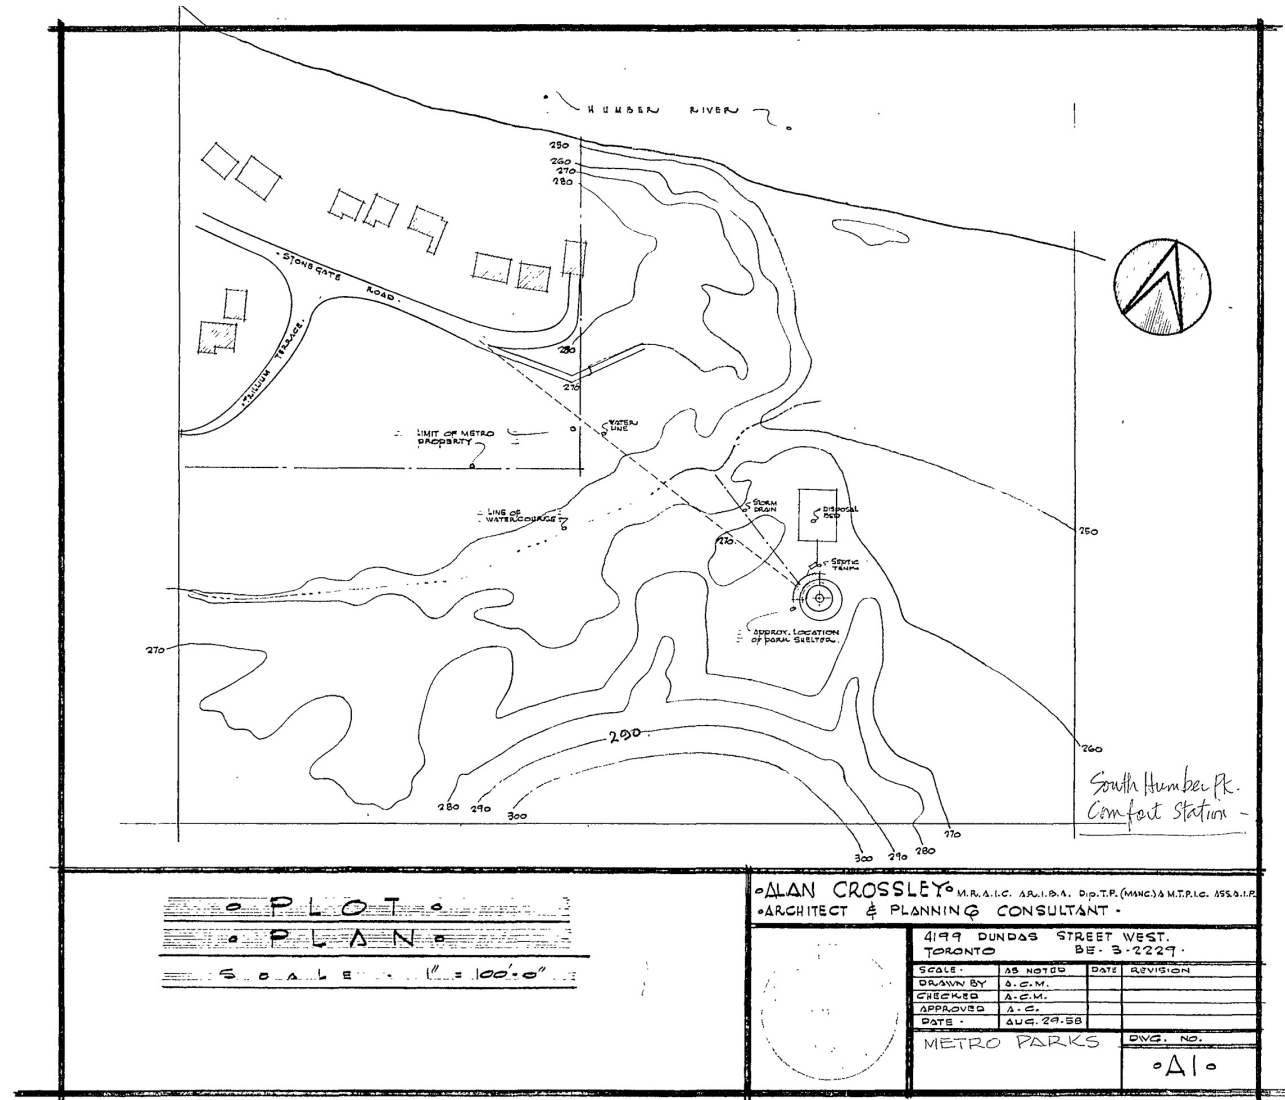 HUMBER RIVER
250
260
270
280
STONEGATE ROAD.
TRILLIUM TERRACE.
280
270
LIMIT OF METRO
PROPERTY
WATER
LINE
LINE OF
WATERCOURSE
STORM
DRAIN
DISPOSAL
BED
250
270.
SEPTIC
TANK
APPROX. LOCATION
OF PARK SHELTER.
270
290.
260
South Humber Pk.
Comfort Station -
280
290
300
300
290
280
270
PLOT
PLAN
SCALE 1" = 100'-0"
ALAN CROSSLEY M.R.A.I.C. A.R.I.B.A. Dip.T.P. (MANC.) A M.T.P.I.C. ASS.A.I.P.
ARCHITECT & PLANNING CONSULTANT
4199 DUNDAS STREET WEST.
TORONTO BE-3-2229
SCALE AS NOTED DATE REVISION
DRAWN BY A.C.M.
CHECKED A.C.M.
APPROVED A.C.
DATE AUG. 29.58
METRO PARKS
DWG. NO.
A1